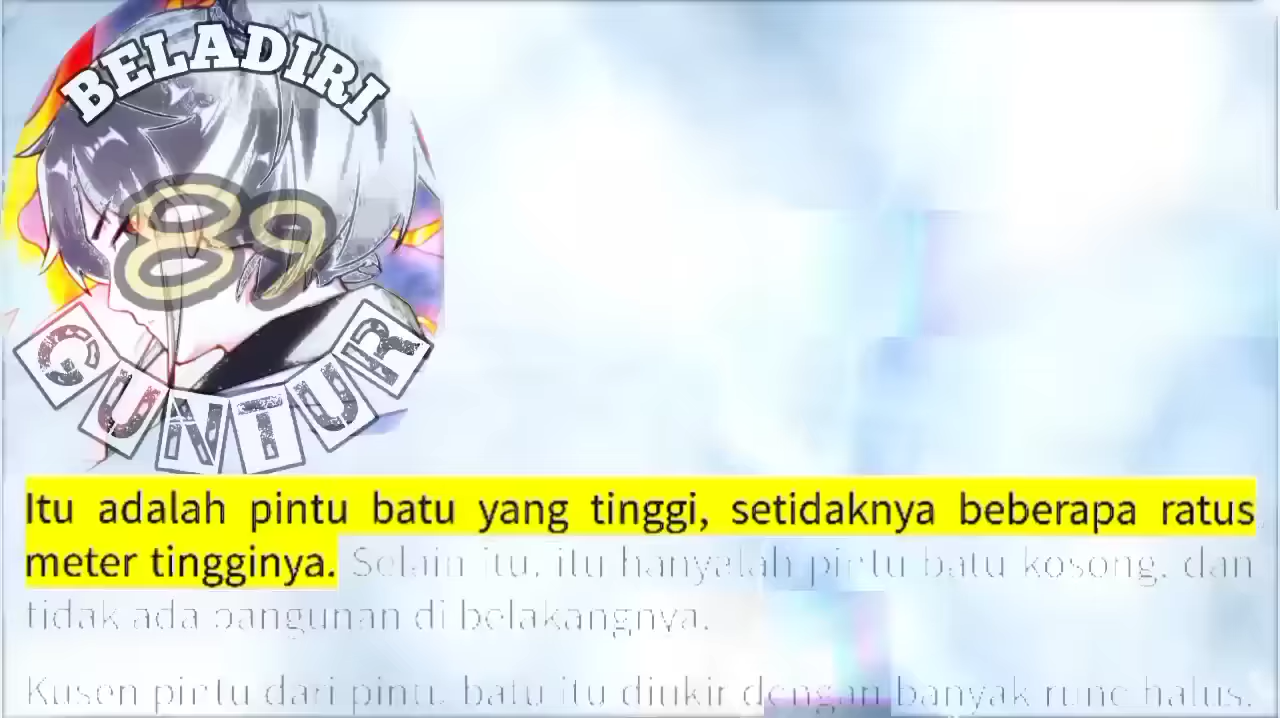 BELADIRI
89
GUNTUR
Itu adalah pintu batu yang tinggi, setidaknya beberapa ratus
meter tingginya. Selain itu, itu hanyalah pintu batu kosong, dan
tidak ada bangunan di belakangnya.
Kusen pintu dari pintu batu itu diukir dengan banyak rune halus.